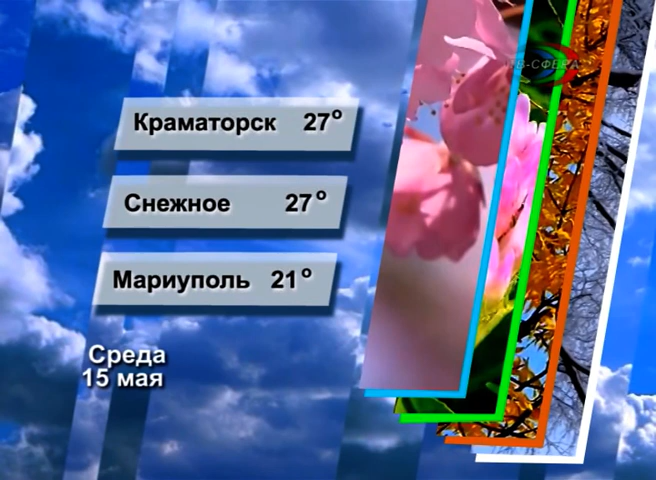 Краматорск 27°
Снежное 27°
Мариуполь 21°
Среда
15 мая